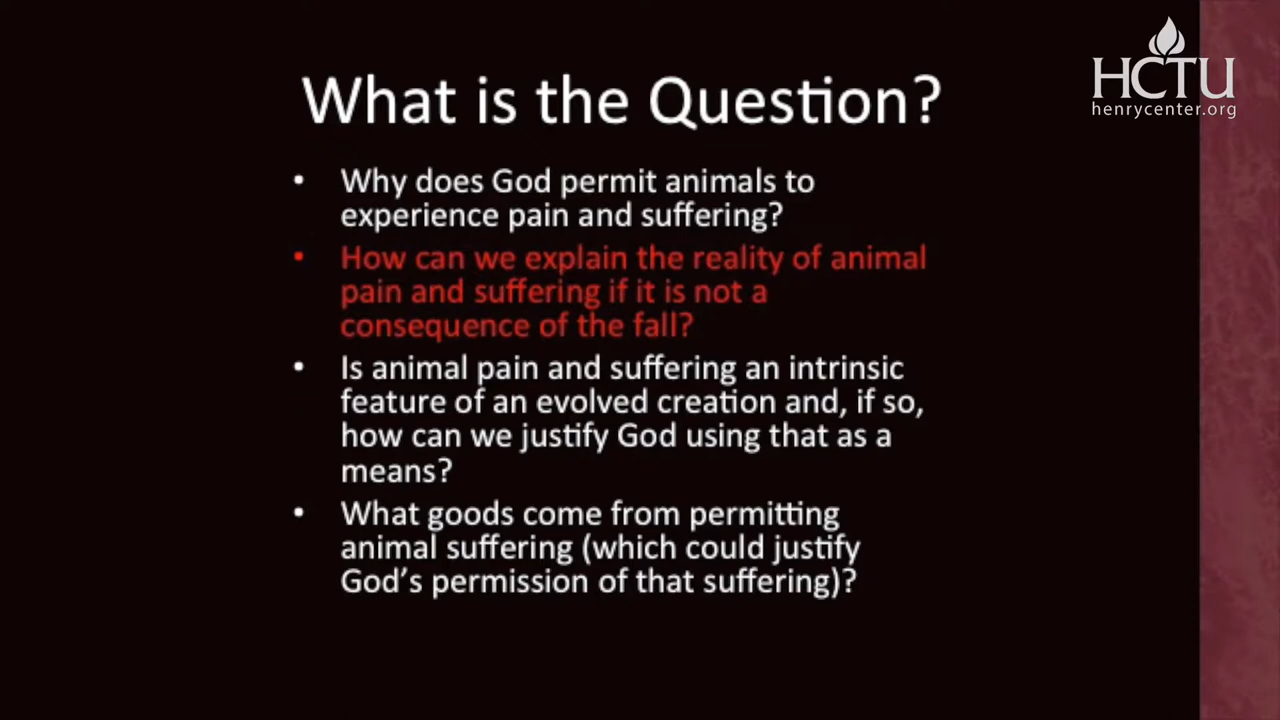 HCTU
henrycenter.org
What is the Question?
• Why does God permit animals to
experience pain and suffering?
• How can we explain the reality of animal
pain and suffering if it is not a
consequence of the fall?
• Is animal pain and suffering an intrinsic
feature of an evolved creation and, if so,
how can we justify God using that as a
means?
• What goods come from permitting
animal suffering (which could justify
God’s permission of that suffering)?